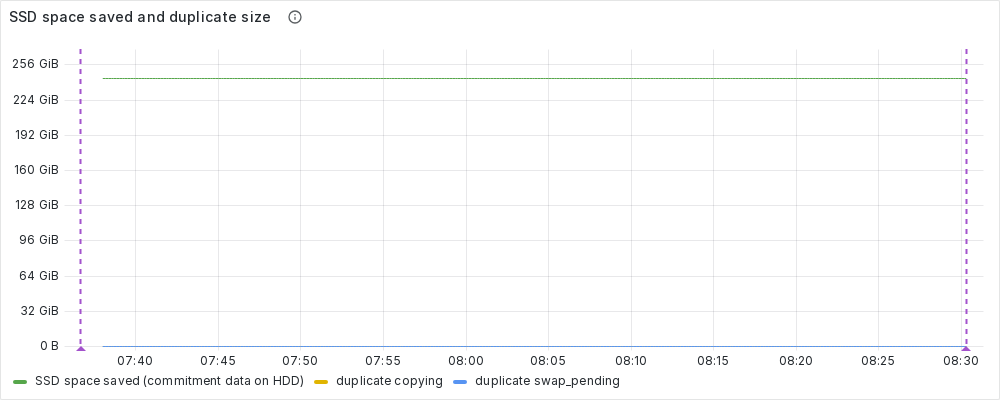 SSD space saved and duplicate size
256 GiB
224 GiB
192 GiB
160 GiB
128 GiB
96 GiB
64 GiB
32 GiB
0 B
07:40 07:45 07:50 07:55 08:00 08:05 08:10 08:15 08:20 08:25 08:30
SSD space saved (commitment data on HDD) duplicate copying duplicate swap_pending